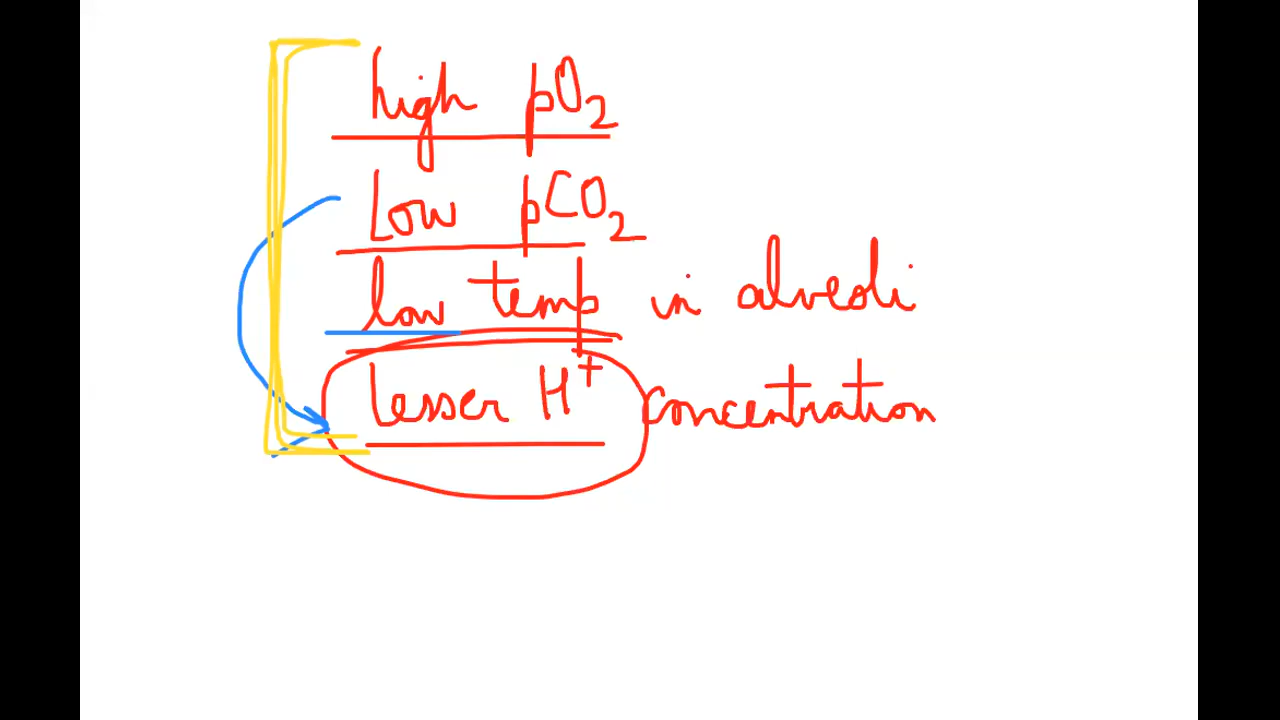 high pO₂
Low pCO₂
low temp in alveoli
lesser H⁺ concentration